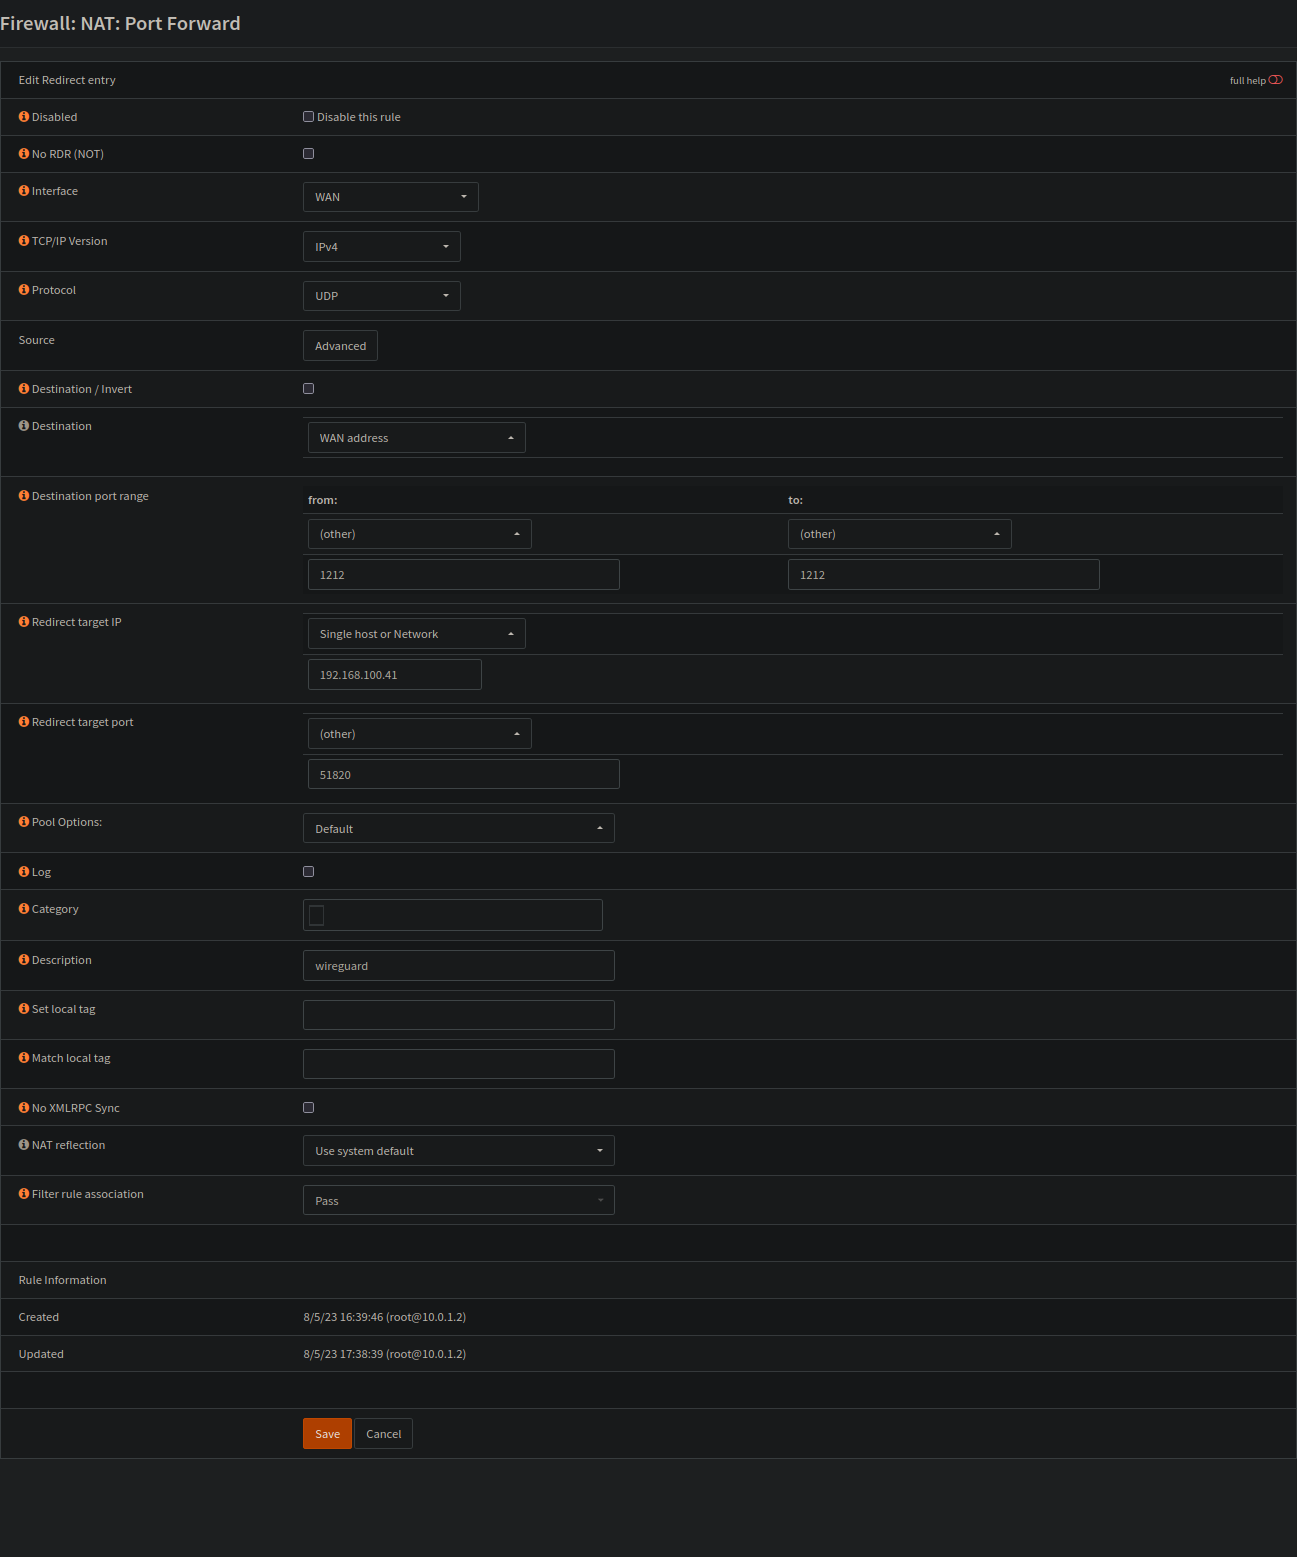 Firewall: NAT: Port Forward
Edit Redirect entry full help
Disabled Disable this rule
No RDR (NOT)
Interface WAN
TCP/IP Version IPv4
Protocol UDP
Source Advanced
Destination / Invert
Destination WAN address
Destination port range from: to:
(other) (other)
1212 1212
Redirect target IP Single host or Network
192.168.100.41
Redirect target port (other)
51820
Pool Options: Default
Log
Category
Description wireguard
Set local tag
Match local tag
No XMLRPC Sync
NAT reflection Use system default
Filter rule association Pass
Rule Information
Created 8/5/23 16:39:46 (root@10.0.1.2)
Updated 8/5/23 17:38:39 (root@10.0.1.2)
Save Cancel